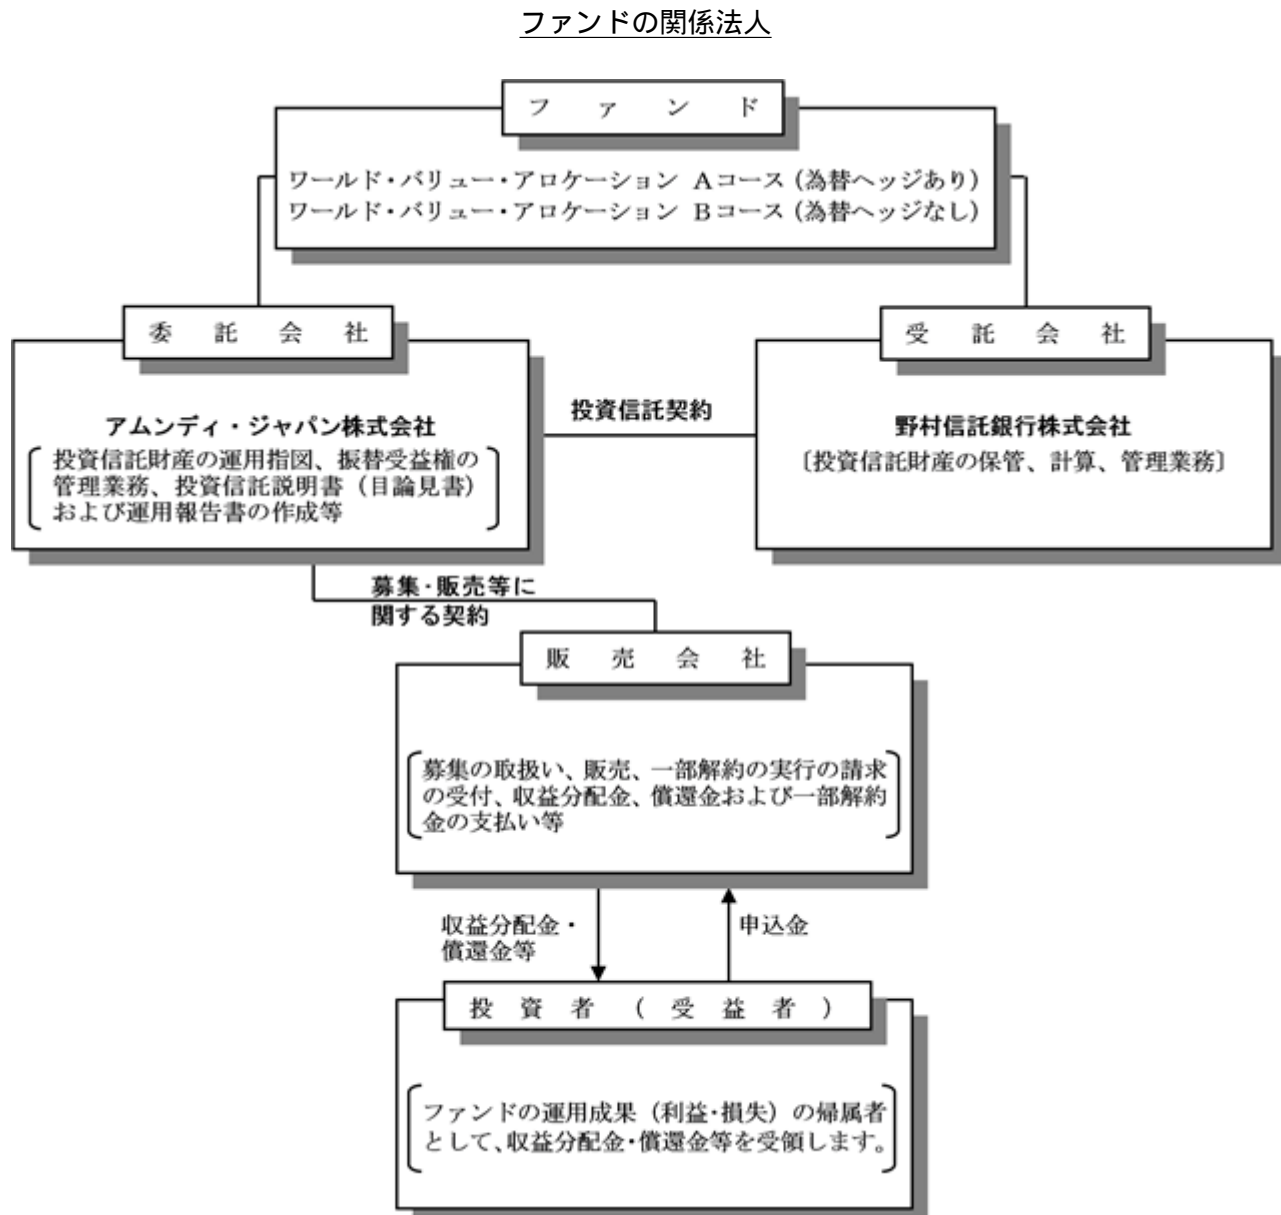 ファンドの関係法人
ファンド
ワールド・バリュー・アロケーション Aコース（為替ヘッジあり）
ワールド・バリュー・アロケーション Bコース（為替ヘッジなし）
委託会社
アムンディ・ジャパン株式会社
投資信託財産の運用指図、振替受益権の
管理業務、投資信託説明書（目論見書）
および運用報告書の作成等
投資信託契約
受託会社
野村信託銀行株式会社
〔投資信託財産の保管、計算、管理業務〕
募集・販売等に
関する契約
販売会社
募集の取扱い、販売、一部解約の実行の請求
の受付、収益分配金、償還金および一部解約
金の支払い等
収益分配金・
償還金等
申込金
投資者（受益者）
ファンドの運用成果（利益・損失）の帰属者
として、収益分配金・償還金等を受領します。